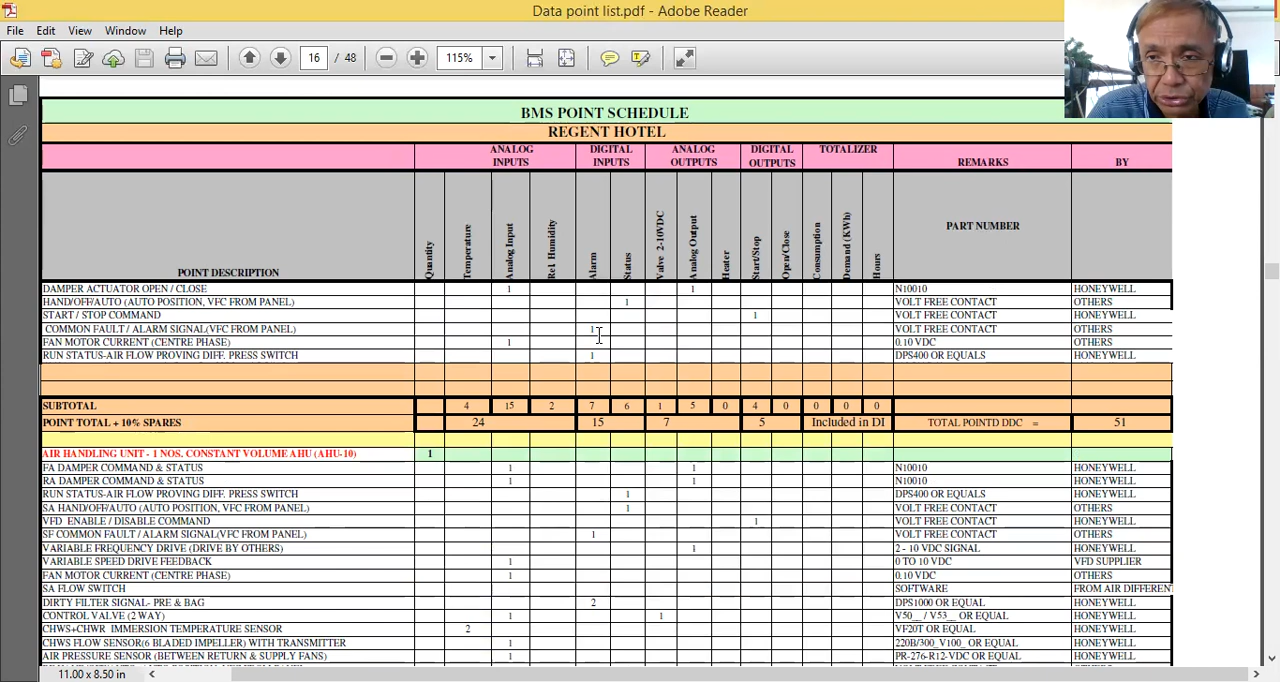 Data point list.pdf - Adobe Reader
File Edit View Window Help
16 / 48 115%
BMS POINT SCHEDULE
REGENT HOTEL
ANALOG INPUTS DIGITAL INPUTS ANALOG OUTPUTS DIGITAL OUTPUTS TOTALIZER REMARKS BY
POINT DESCRIPTION Quantity Temperature Analog Input Rel. Humidity Alarm Status Valve 2-10VDC Analog Output Heater Start/Stop Open/Close Consumption Demand (KWh) Hours PART NUMBER
DAMPER ACTUATOR OPEN / CLOSE 1 1 N10010 HONEYWELL
HAND/OFF/AUTO (AUTO POSITION, VFC FROM PANEL) 1 VOLT FREE CONTACT OTHERS
START / STOP COMMAND 1 VOLT FREE CONTACT HONEYWELL
COMMON FAULT / ALARM SIGNAL(VFC FROM PANEL) 1 VOLT FREE CONTACT OTHERS
FAN MOTOR CURRENT (CENTRE PHASE) 1 0.10 VDC OTHERS
RUN STATUS-AIR FLOW PROVING DIFF. PRESS SWITCH 1 DPS400 OR EQUALS HONEYWELL
SUBTOTAL 4 15 2 7 6 1 5 0 4 0 0 0 0
POINT TOTAL + 10% SPARES 24 15 7 5 Included in DI TOTAL POINTD DDC = 51
AIR HANDLING UNIT - 1 NOS. CONSTANT VOLUME AHU (AHU-10) 1
FA DAMPER COMMAND & STATUS 1 1 N10010 HONEYWELL
RA DAMPER COMMAND & STATUS 1 1 N10010 HONEYWELL
RUN STATUS-AIR FLOW PROVING DIFF. PRESS SWITCH 1 DPS400 OR EQUALS HONEYWELL
SA HAND/OFF/AUTO (AUTO POSITION, VFC FROM PANEL) 1 VOLT FREE CONTACT OTHERS
VFD ENABLE / DISABLE COMMAND 1 VOLT FREE CONTACT HONEYWELL
SF COMMON FAULT / ALARM SIGNAL(VFC FROM PANEL) 1 VOLT FREE CONTACT OTHERS
VARIABLE FREQUENCY DRIVE (DRIVE BY OTHERS) 1 2 - 10 VDC SIGNAL HONEYWELL
VARIABLE SPEED DRIVE FEEDBACK 1 0 TO 10 VDC VFD SUPPLIER
FAN MOTOR CURRENT (CENTRE PHASE) 1 0.10 VDC OTHERS
SA FLOW SWITCH SOFTWARE FROM AIR DIFFEREN
DIRTY FILTER SIGNAL- PRE & BAG 2 DPS1000 OR EQUAL HONEYWELL
CONTROL VALVE (2 WAY) 1 1 V50__ / V53__ OR EQUAL HONEYWELL
CHWS+CHWR IMMERSION TEMPERATURE SENSOR 2 VF20T OR EQUAL HONEYWELL
CHWS FLOW SENSOR(6 BLADED IMPELLER) WITH TRANSMITTER 1 220B/300_V100_ OR EQUAL HONEYWELL
AIR PRESSURE SENSOR (BETWEEN RETURN & SUPPLY FANS) 1 PR-276-R12-VDC OR EQUAL HONEYWELL
11.00 x 8.50 in